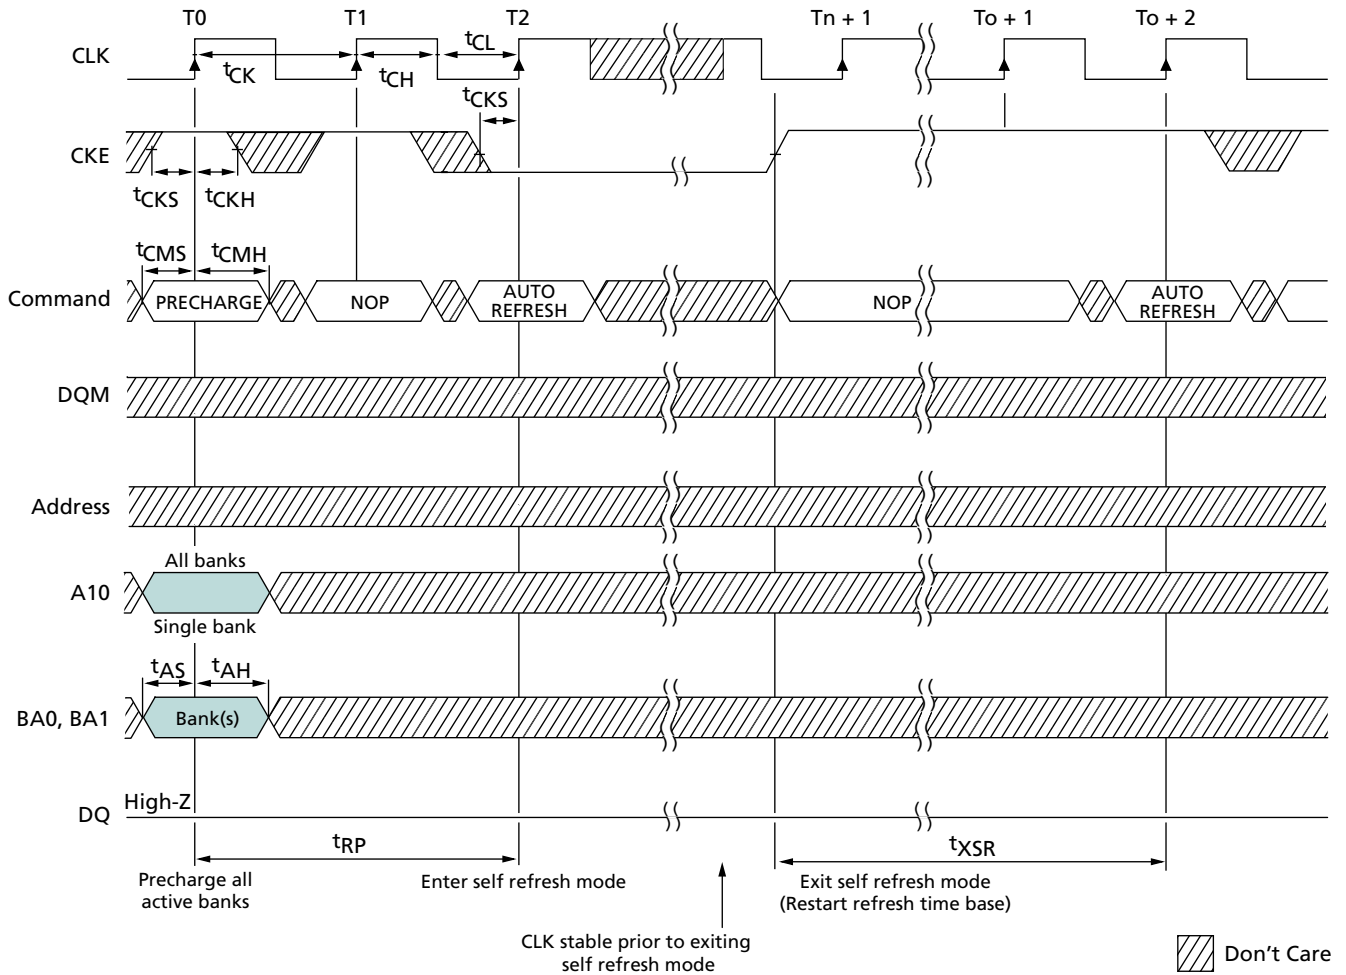 T0
T1
T2
Tn + 1
To + 1
To + 2
CLK
tCK
tCH
tCL
tCKS
CKE
tCKS
tCKH
tCMS
tCMH
Command
PRECHARGE
NOP
AUTO
REFRESH
NOP
AUTO
REFRESH
DQM
Address
All banks
A10
Single bank
tAS
tAH
BA0, BA1
Bank(s)
High-Z
DQ
tRP
tXSR
Precharge all
active banks
Enter self refresh mode
Exit self refresh mode
(Restart refresh time base)
CLK stable prior to exiting
self refresh mode
Don't Care